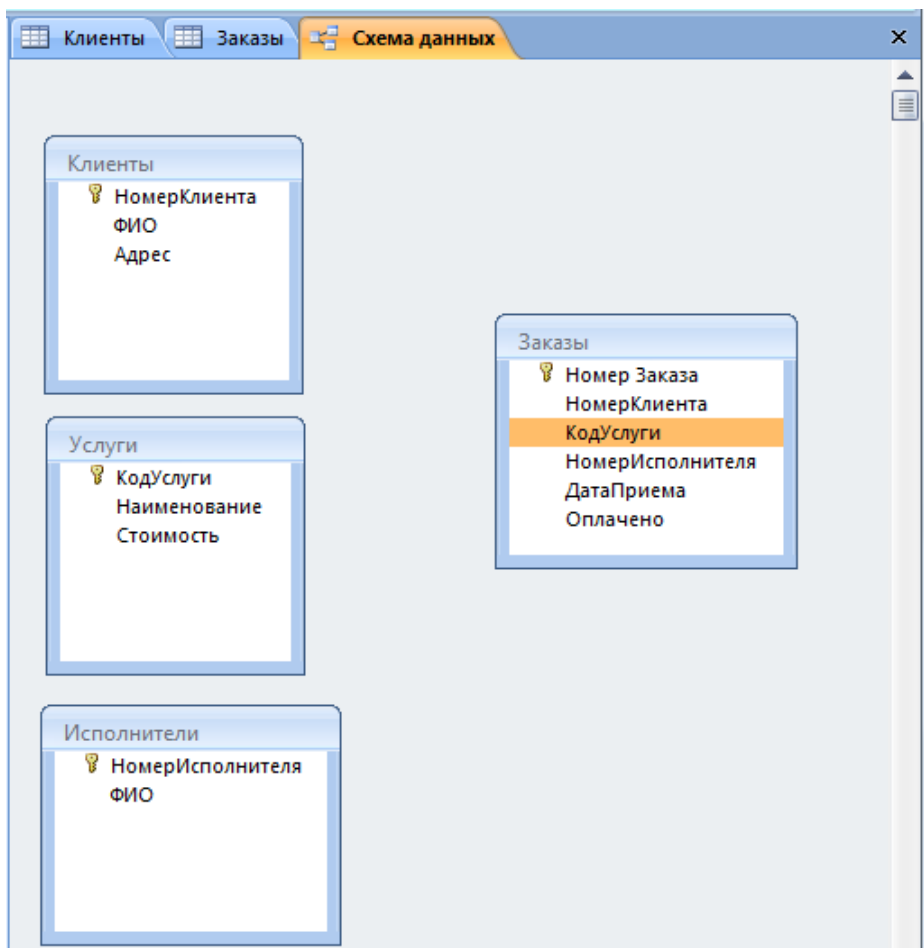 Клиенты Заказы Схема данных
Клиенты
НомерКлиента
ФИО
Адрес
Услуги
КодУслуги
Наименование
Стоимость
Исполнители
НомерИсполнителя
ФИО
Заказы
Номер Заказа
НомерКлиента
КодУслуги
НомерИсполнителя
ДатаПриема
Оплачено